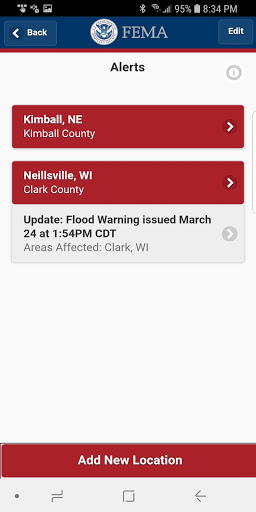 95% 8:34 PM
Back
FEMA
Edit
Alerts
Kimball, NE
Kimball County
Neillsville, WI
Clark County
Update: Flood Warning issued March
24 at 1:54PM CDT
Areas Affected: Clark, WI
Add New Location